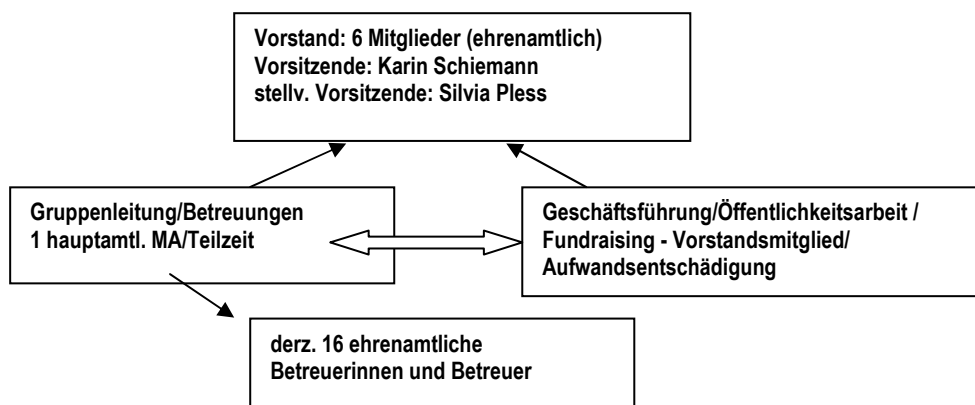 Vorstand: 6 Mitglieder (ehrenamtlich)
Vorsitzende: Karin Schiemann
stellv. Vorsitzende: Silvia Pless
Gruppenleitung/Betreuungen
1 hauptamtl. MA/Teilzeit
Geschäftsführung/Öffentlichkeitsarbeit /
Fundraising - Vorstandsmitglied/
Aufwandsentschädigung
derz. 16 ehrenamtliche
Betreuerinnen und Betreuer